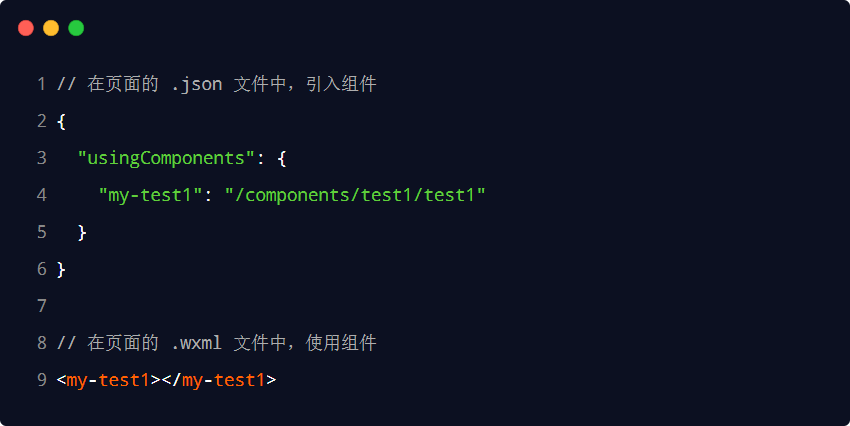 1 // 在页面的 .json 文件中，引入组件
2 {
3   "usingComponents": {
4     "my-test1": "/components/test1/test1"
5   }
6 }
7
8 // 在页面的 .wxml 文件中，使用组件
9 <my-test1></my-test1>